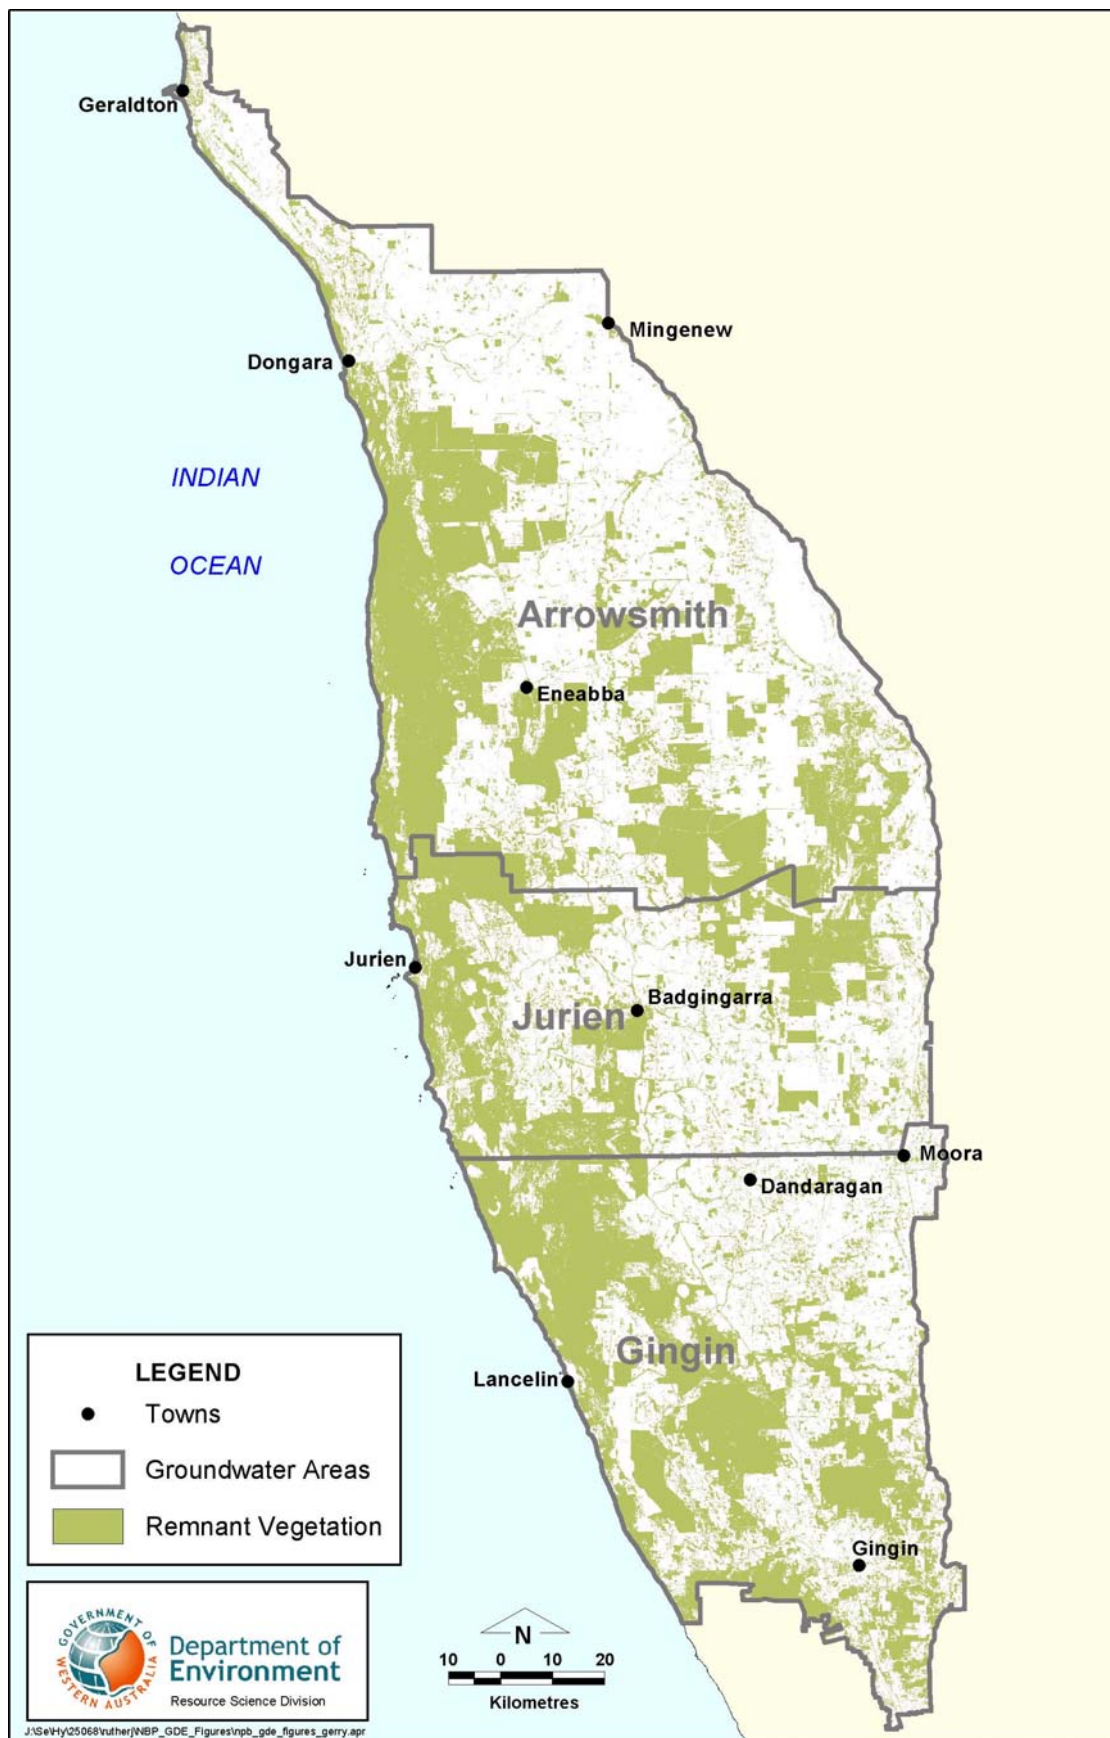 Geraldton
Mingenew
Dongara
INDIAN
OCEAN
Arrowsmith
Eneabba
Jurien
Badgingarra
Jurien
Moora
Dandaragan
Gingin
Lancelin
Gingin
LEGEND
Towns
Groundwater Areas
Remnant Vegetation
GOVERNMENT OF
WESTERN AUSTRALIA
Department of
Environment
Resource Science Division
N
10 0 10 20
Kilometres
J:\Se\Hy\25068\rutherj\NBP_GDE_Figures\npb_gde_figures_gerry.apr